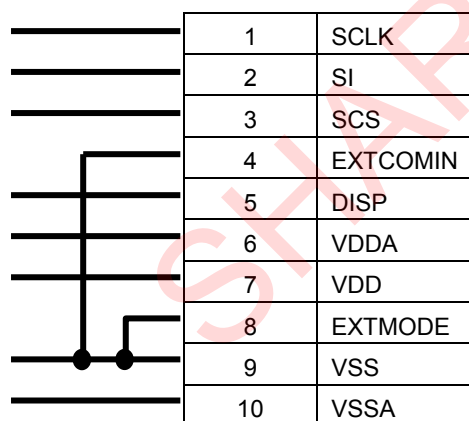 1 SCLK
2 SI
3 SCS
4 EXTCOMIN
5 DISP
6 VDDA
7 VDD
8 EXTMODE
9 VSS
10 VSSA
SHAR